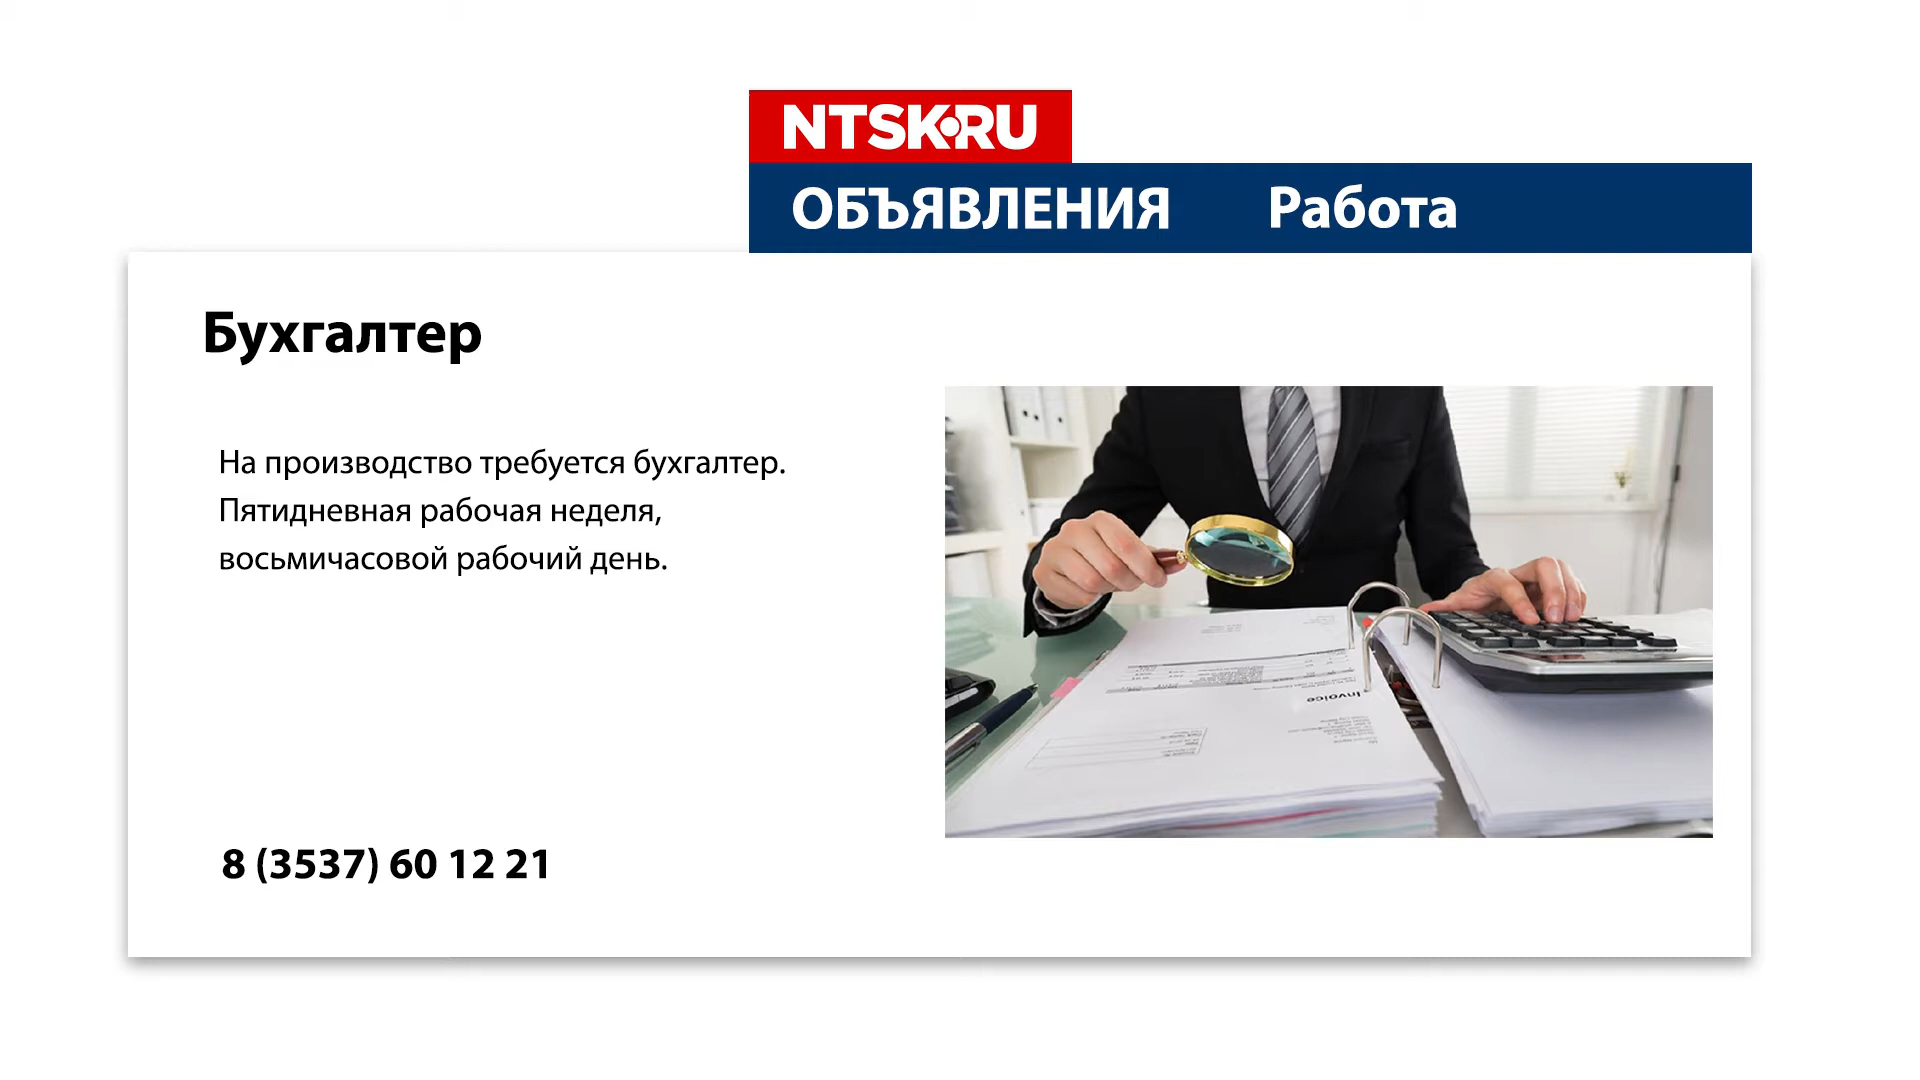 NTSK•RU
ОБЪЯВЛЕНИЯ Работа
Бухгалтер
На производство требуется бухгалтер.
Пятидневная рабочая неделя,
восьмичасовой рабочий день.
Invoice
8 (3537) 60 12 21